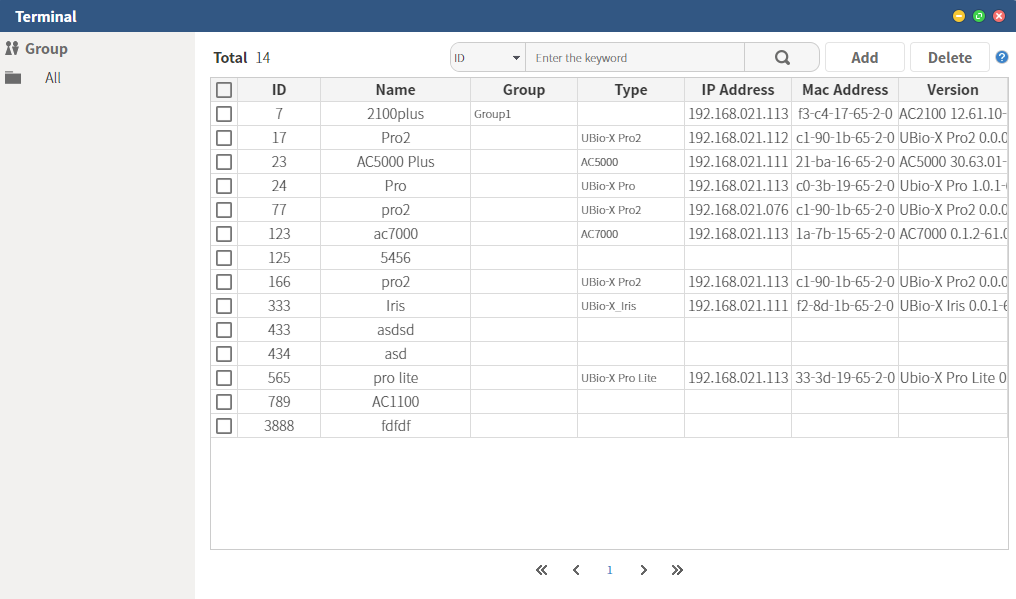 Terminal
Group
All
Total 14
ID Enter the keyword Add Delete
ID Name Group Type IP Address Mac Address Version
7 2100plus Group1 192.168.021.113 f3-c4-17-65-2-0 AC2100 12.61.10-
17 Pro2 UBio-X Pro2 192.168.021.112 c1-90-1b-65-2-0 UBio-X Pro2 0.0.0
23 AC5000 Plus AC5000 192.168.021.111 21-ba-16-65-2-0 AC5000 30.63.01-
24 Pro UBio-X Pro 192.168.021.113 c0-3b-19-65-2-0 Ubio-X Pro 1.0.1-
77 pro2 UBio-X Pro2 192.168.021.076 c1-90-1b-65-2-0 UBio-X Pro2 0.0.0
123 ac7000 AC7000 192.168.021.113 1a-7b-15-65-2-0 AC7000 0.1.2-61.0
125 5456
166 pro2 UBio-X Pro2 192.168.021.113 c1-90-1b-65-2-0 UBio-X Pro2 0.0.0
333 Iris UBio-X_Iris 192.168.021.111 f2-8d-1b-65-2-0 UBio-X Iris 0.0.1-6
433 asdsd
434 asd
565 pro lite UBio-X Pro Lite 192.168.021.113 33-3d-19-65-2-0 Ubio-X Pro Lite 0
789 AC1100
3888 fdfdf
1